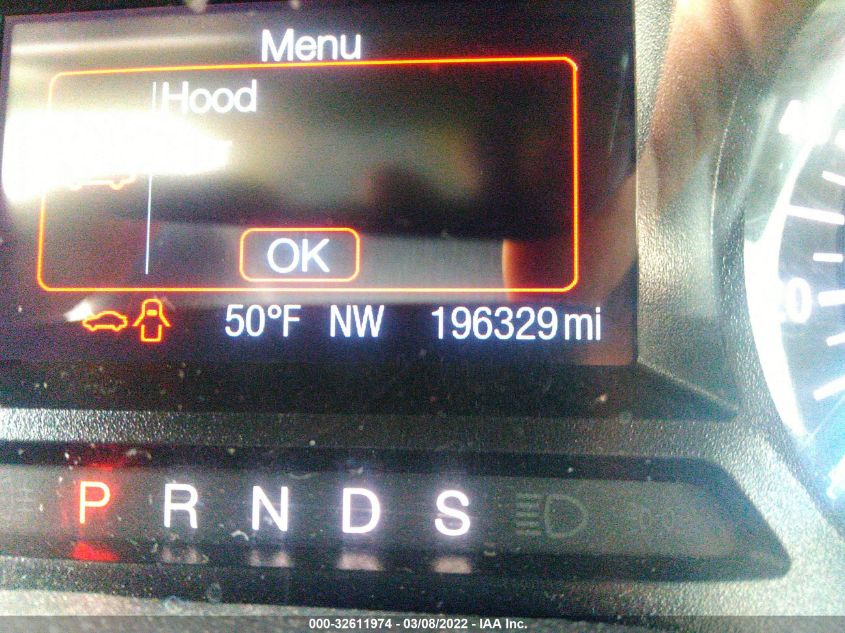 Menu
Hood
OK
50°F NW 196329 mi
P R N D S
000-32611974 | 03/08/2022 - IAA Inc.